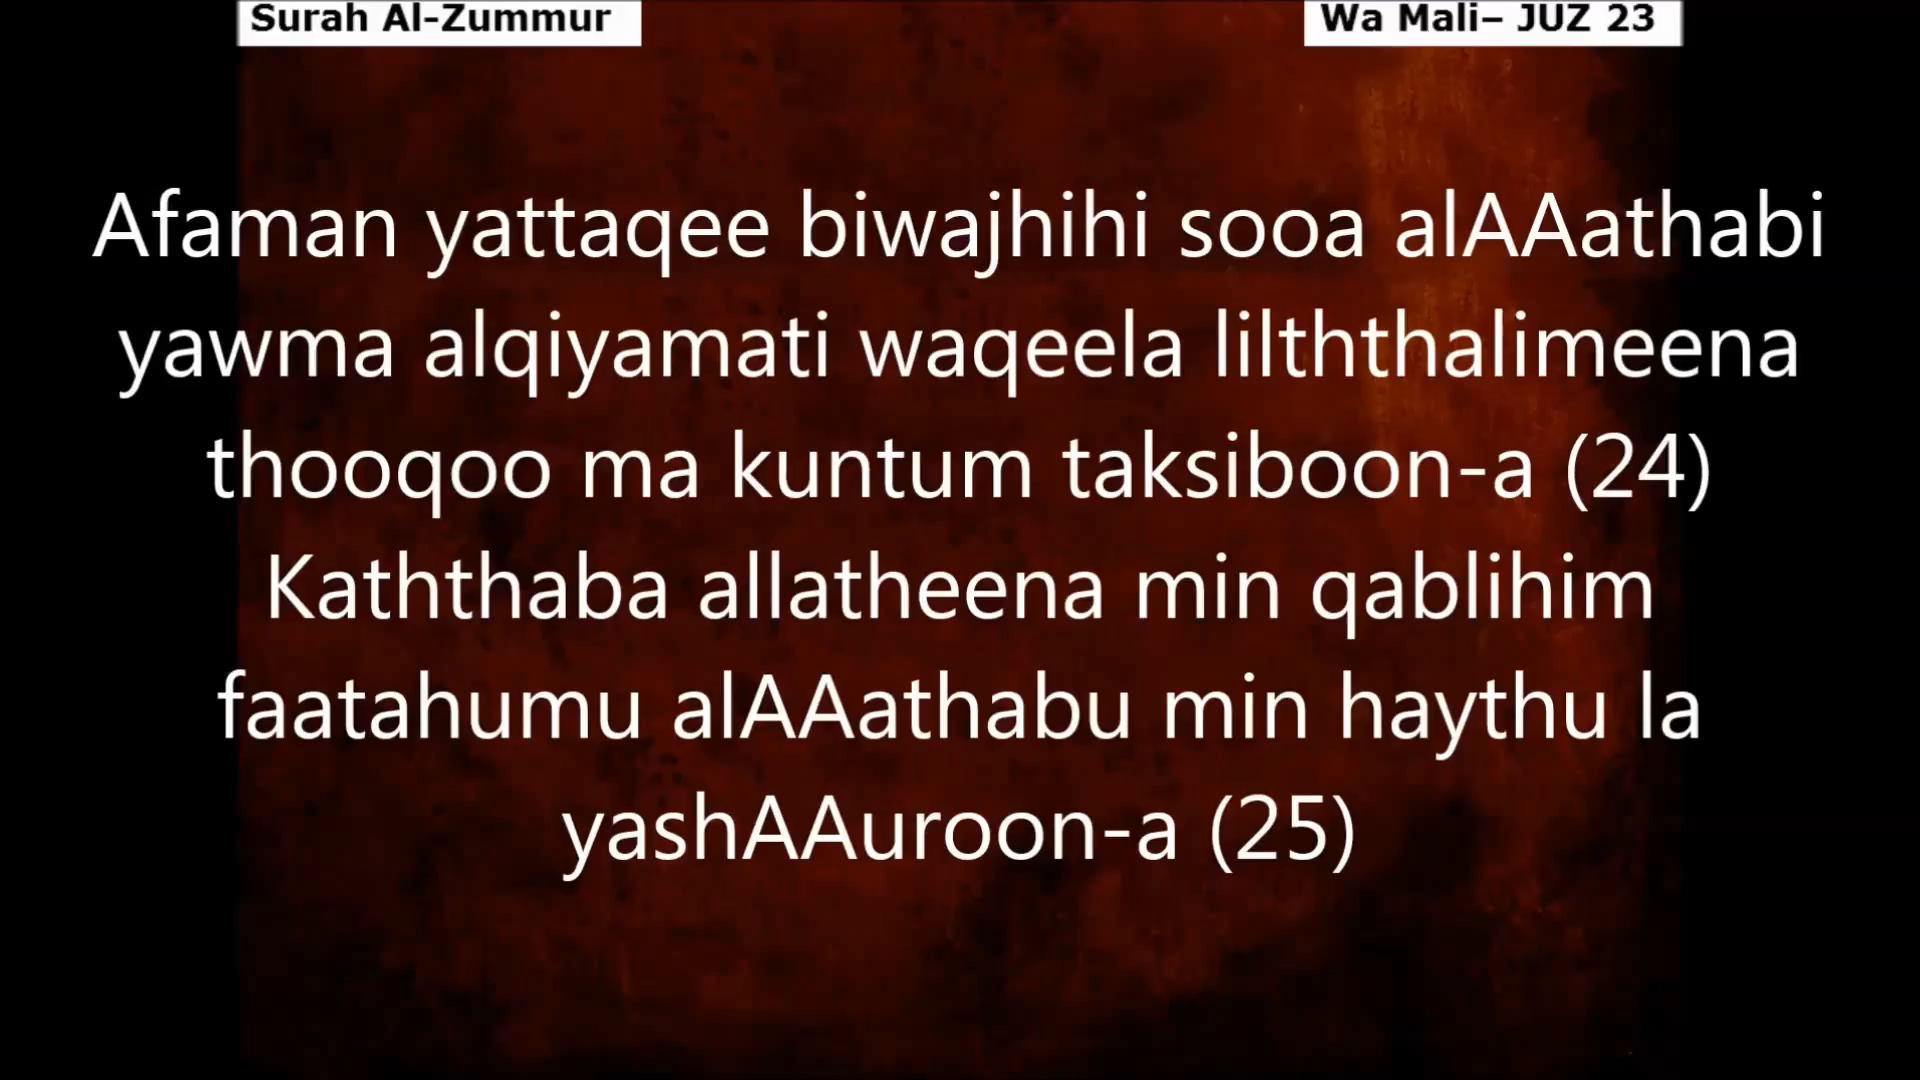 Surah Al-Zummur
Wa Mali– JUZ 23
Afaman yattaqee biwajhihi sooa alAAathabi
yawma alqiyamati waqeela lilththalimeena
thooqoo ma kuntum taksiboon-a (24)
Kaththaba allatheena min qablihim
faatahumu alAAathabu min haythu la
yashAAuroon-a (25)